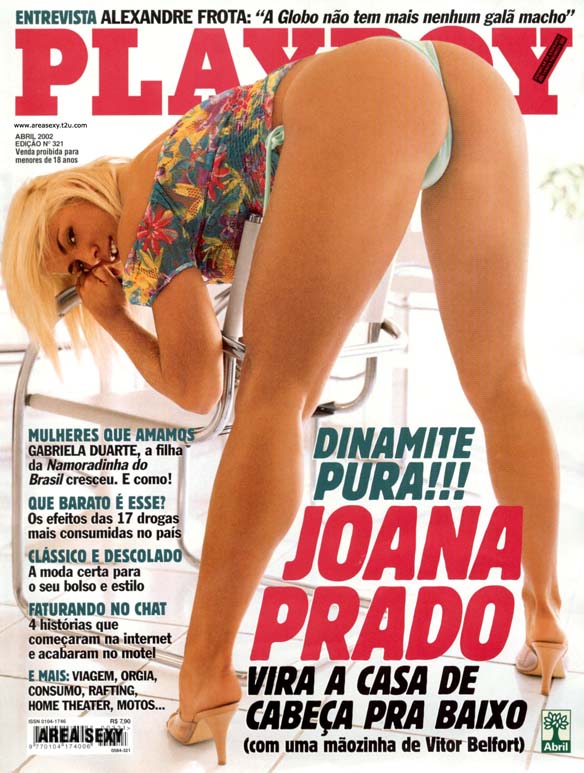 ENTREVISTA ALEXANDRE FROTA: “A Globo não tem mais nenhum galã macho”
PLAYBOY
www.areasexy.t2u.com
ABRIL 2002
EDIÇÃO Nº 321
Venda proibida para
menores de 18 anos
MULHERES QUE AMAMOS
GABRIELA DUARTE, a filha
da Namoradinha do
Brasil cresceu. E como!
QUE BARATO É ESSE?
Os efeitos das 17 drogas
mais consumidas no país
CLÁSSICO E DESCOLADO
A moda certa para
o seu bolso e estilo
FATURANDO NO CHAT
4 histórias que
começaram na internet
e acabaram no motel
E MAIS: VIAGEM, ORGIA,
CONSUMO, RAFTING,
HOME THEATER, MOTOS...
DINAMITE
PURA!!!
JOANA
PRADO
VIRA A CASA DE
CABEÇA PRA BAIXO
(com uma mãozinha de Vitor Belfort)
ISSN 0104-1746
R$ 7,90
AREA SEXY
9 770104 174006
0584-321
Abril